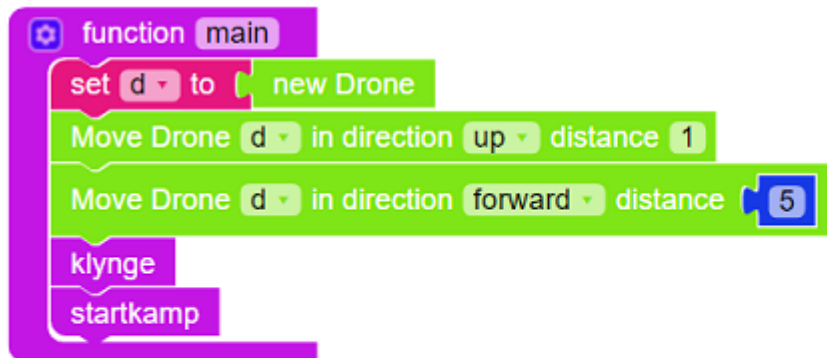 function main
set d to new Drone
Move Drone d in direction up distance 1
Move Drone d in direction forward distance 5
klynge
startkamp